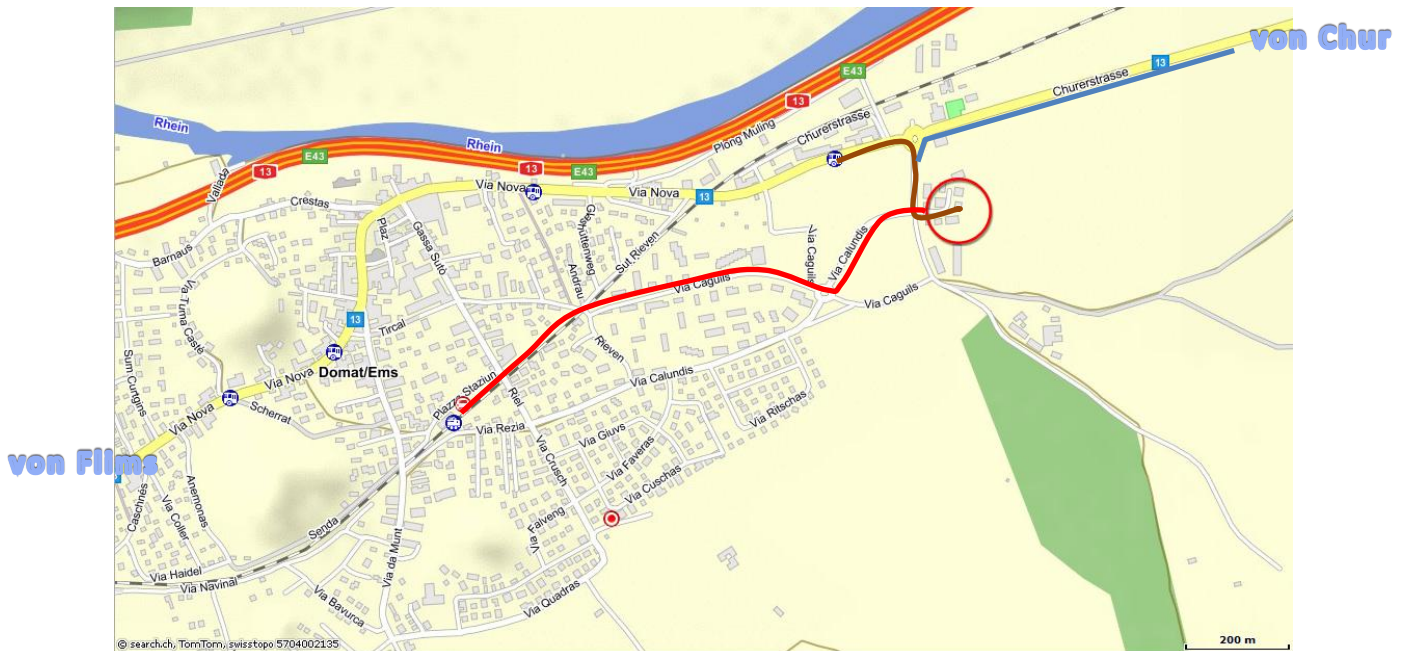 von Chur
E43
13
13
Churerstrasse
Plong Muling
Churerstrasse
Rhein
Rhein
E43
13
13
E43
Vallada
Crestas
Via Nova
Via Nova
13
Plaz
Gassa Sutò
Glashüttenweg
Andrau
Sut Rieven
Via Caguils
Via Calundis
Barnaus
Via Tuma Casté
Via Caguils
Via Caguils
13
Tircal
Rieven
Sum Curtgins
Domat/Ems
Via Nova
Via Nova
Scherrat
Plazza Staziun
Rief
Via Calundis
Via Ritschas
Via Rezia
Via Giuvs
Via Faveras
Via Crusch
Via Cuschas
von Flims
Caschnés
Via Coller
Anemonas
Senda
Via da Munt
Via Falveng
Via Haidel
Via Navinal
Via Bavurca
Via Quadras
© search.ch, TomTom, swisstopo 5704002135
200 m